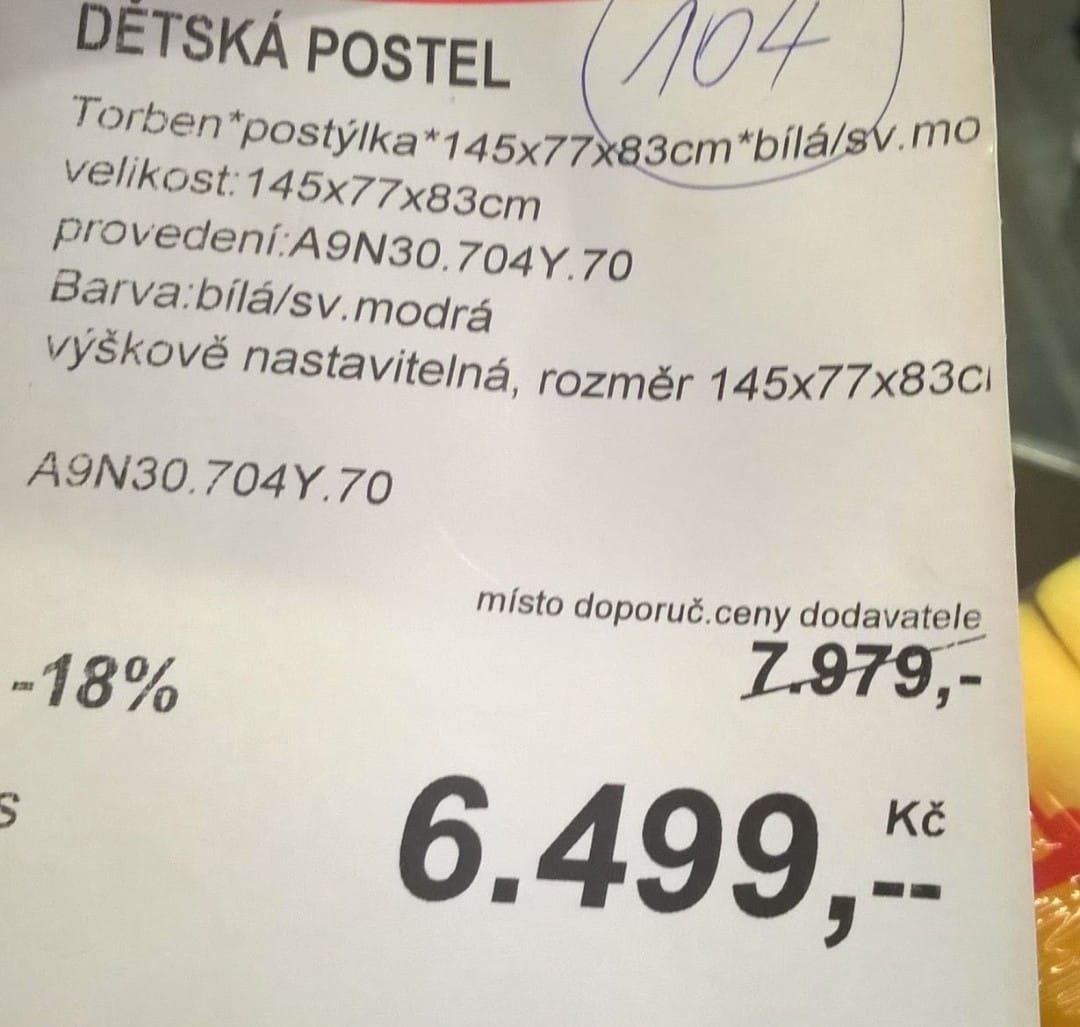 DĚTSKÁ POSTEL
104
Torben*postýlka*145x77x83cm*bílá/sv.mo
velikost:145x77x83cm
provedení:A9N30.704Y.70
Barva:bílá/sv.modrá
výškově nastavitelná, rozměr 145x77x83c
A9N30.704Y.70
místo doporuč.ceny dodavatele
7.979,-
-18%
s
Kč
6.499,--